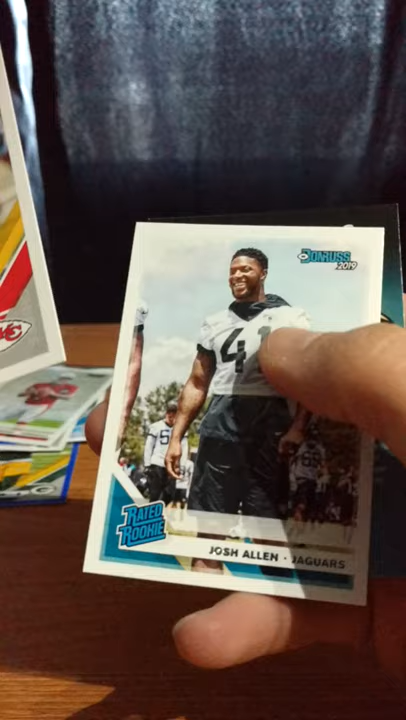 DONRUSS
2019
41
RATED
ROOKIE
JOSH ALLEN · JAGUARS